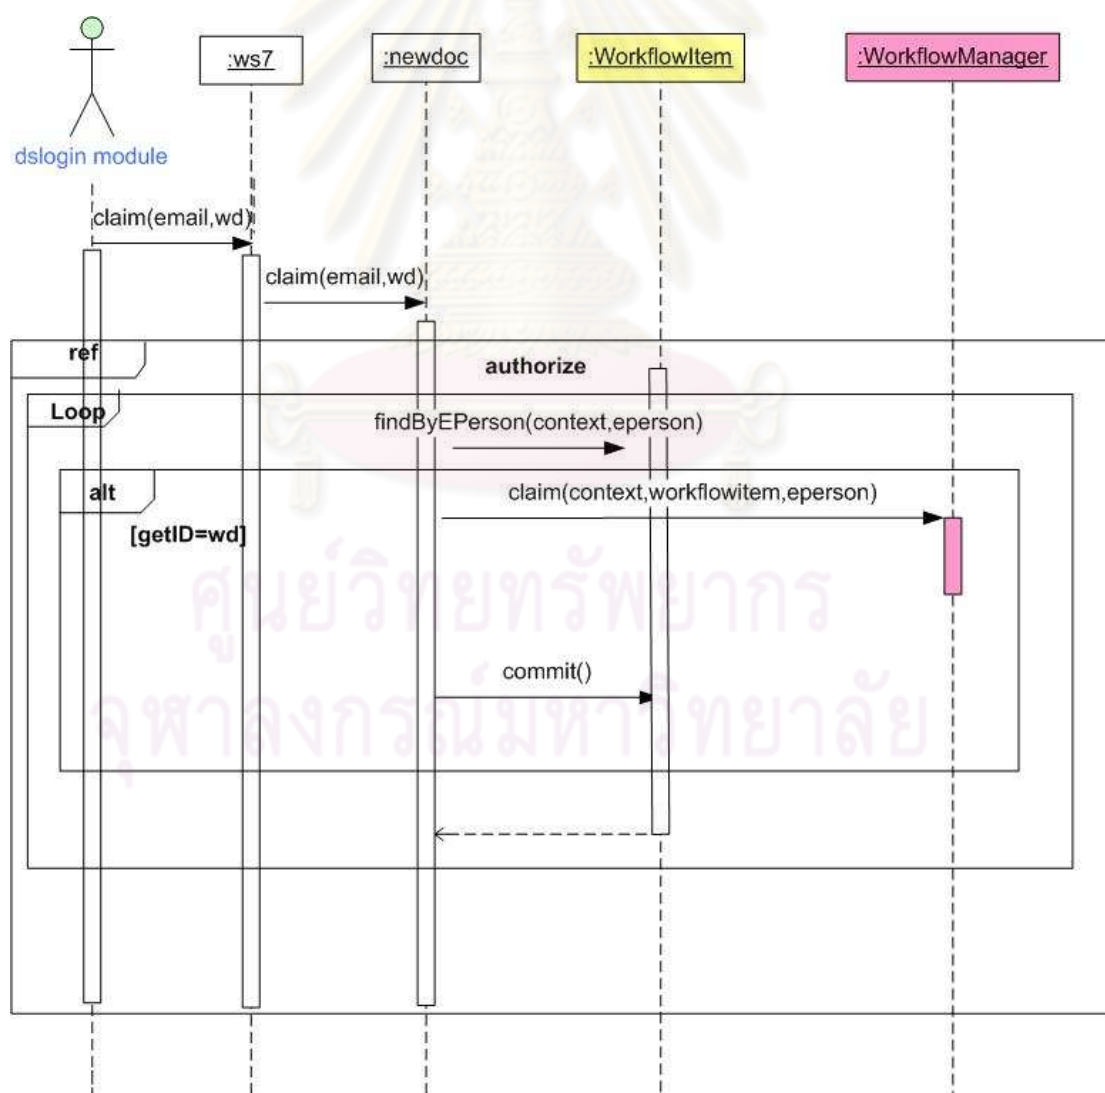 :ws7
:newdoc
:WorkflowItem
:WorkflowManager
dslogin module
claim(email,wd)
claim(email,wd)
ref
authorize
Loop
findByEPerson(context,eperson)
alt
claim(context,workflowitem,eperson)
[getID=wd]
ศูนย์วิทยทรัพยากร
commit()
จุฬาลงกรณ์มหาวิทยาลัย